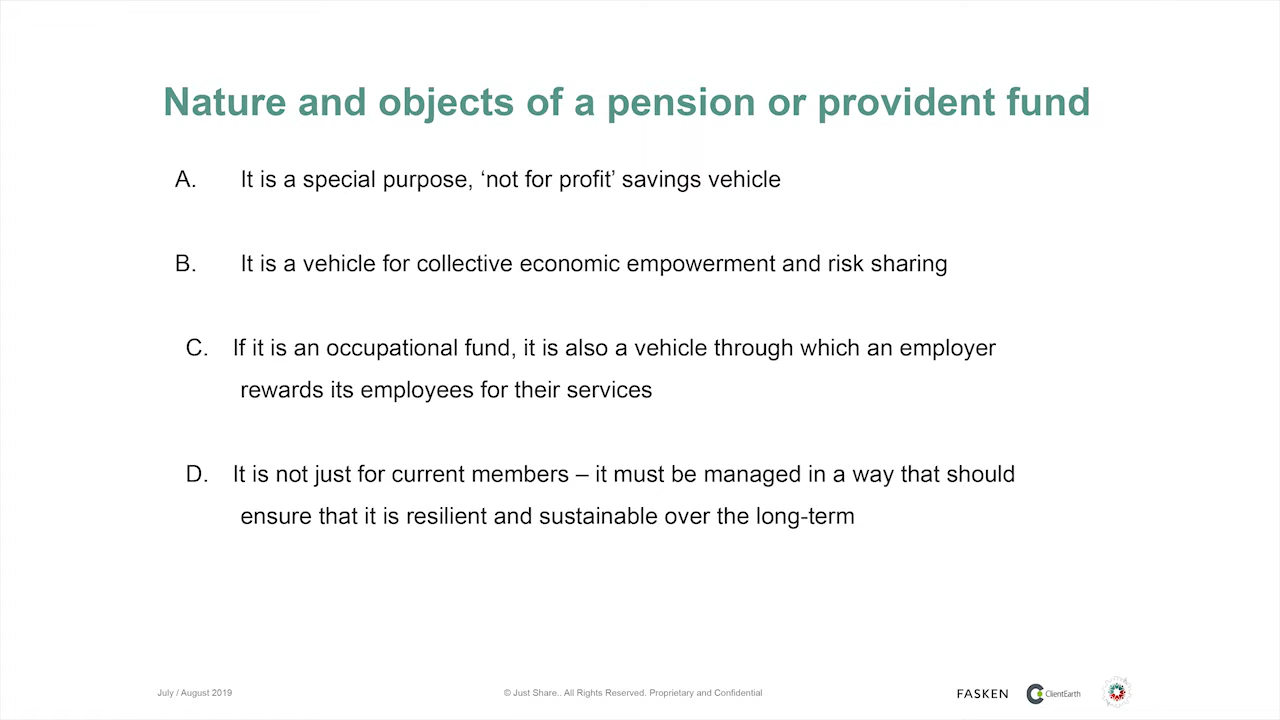 Nature and objects of a pension or provident fund
A. It is a special purpose, ‘not for profit’ savings vehicle
B. It is a vehicle for collective economic empowerment and risk sharing
C. If it is an occupational fund, it is also a vehicle through which an employer
rewards its employees for their services
D. It is not just for current members – it must be managed in a way that should
ensure that it is resilient and sustainable over the long-term
July / August 2019
© Just Share.. All Rights Reserved. Proprietary and Confidential
FASKEN
ClientEarth